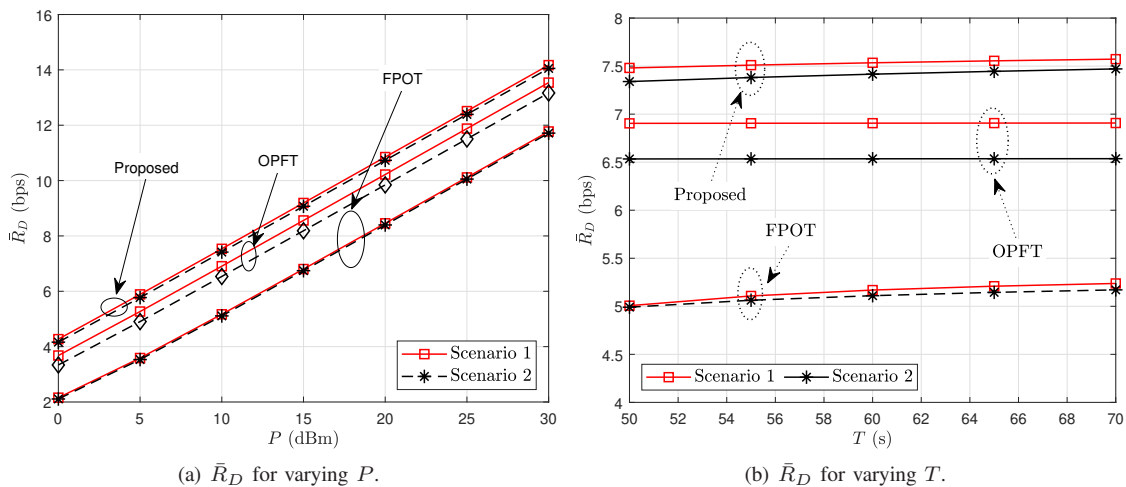 16
14
12
10
8
6
4
2
R̄_D (bps)
0
5
10
15
20
25
30
P (dBm)
Proposed
OPFT
FPOT
Scenario 1
Scenario 2
(a) R̄_D for varying P.
8
7.5
7
6.5
6
5.5
5
4.5
4
R̄_D (bps)
50
52
54
56
58
60
62
64
66
68
70
T (s)
Proposed
FPOT
OPFT
Scenario 1
Scenario 2
(b) R̄_D for varying T.